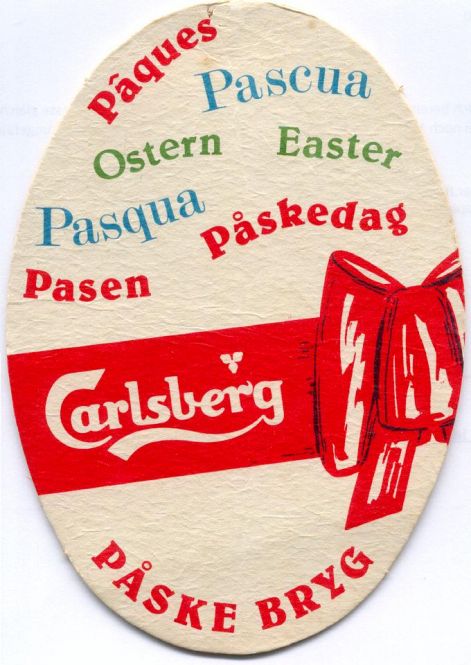 Pâques
Pascua
Ostern Easter
Pasqua
Påskedag
Pasen
Carlsberg
PÅSKE BRYG